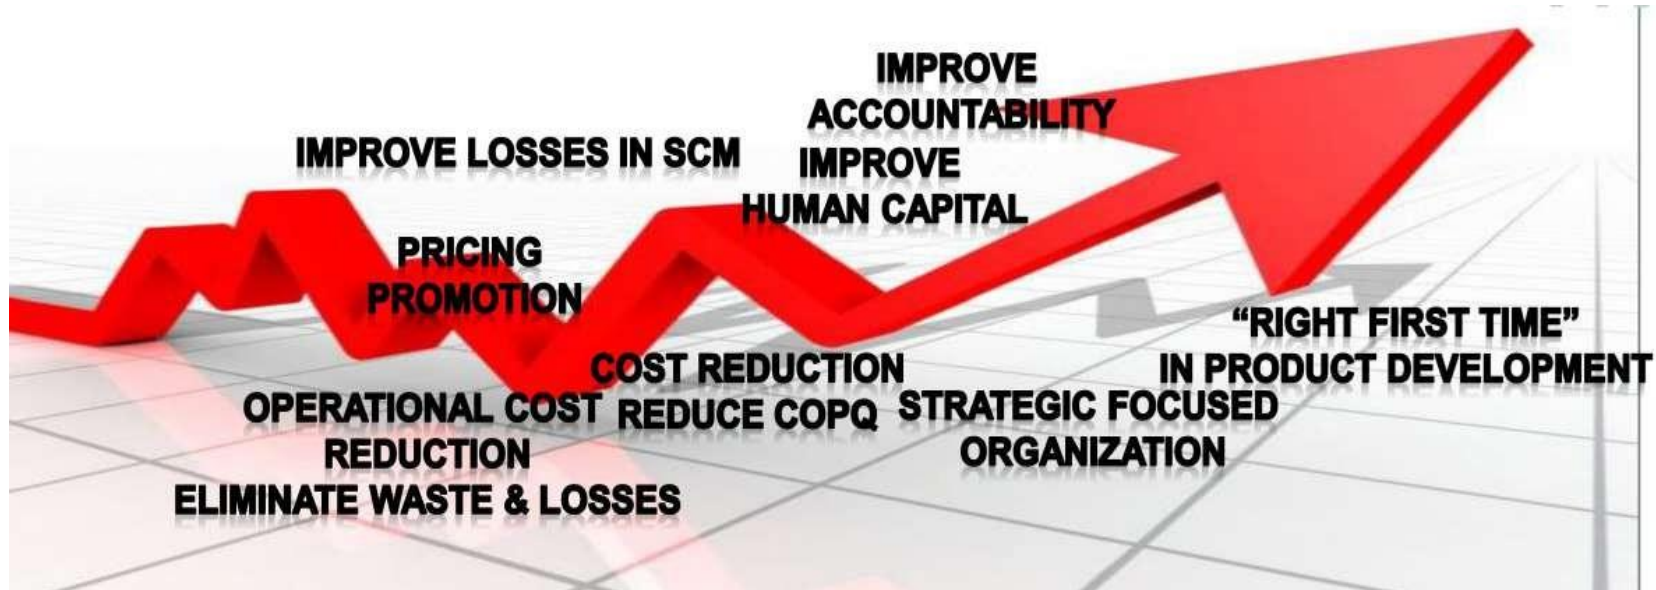 IMPROVE
ACCOUNTABILITY
IMPROVE LOSSES IN SCM
IMPROVE
HUMAN CAPITAL
PRICING
PROMOTION
"RIGHT FIRST TIME"
IN PRODUCT DEVELOPMENT
COST REDUCTION
REDUCE COPQ
OPERATIONAL COST
REDUCTION
ELIMINATE WASTE & LOSSES
STRATEGIC FOCUSED
ORGANIZATION